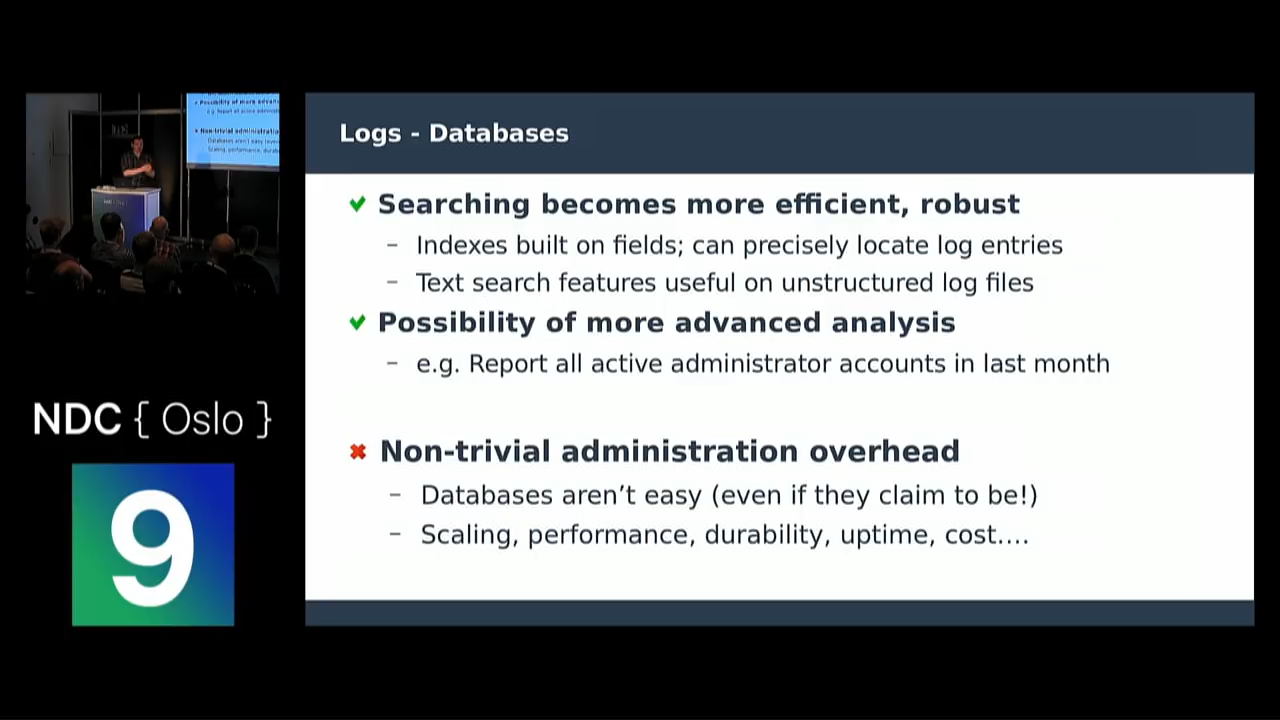 Logs - Databases
Searching becomes more efficient, robust
– Indexes built on fields; can precisely locate log entries
– Text search features useful on unstructured log files
Possibility of more advanced analysis
– e.g. Report all active administrator accounts in last month
Non-trivial administration overhead
– Databases aren't easy (even if they claim to be!)
– Scaling, performance, durability, uptime, cost....
NDC { Oslo }
9